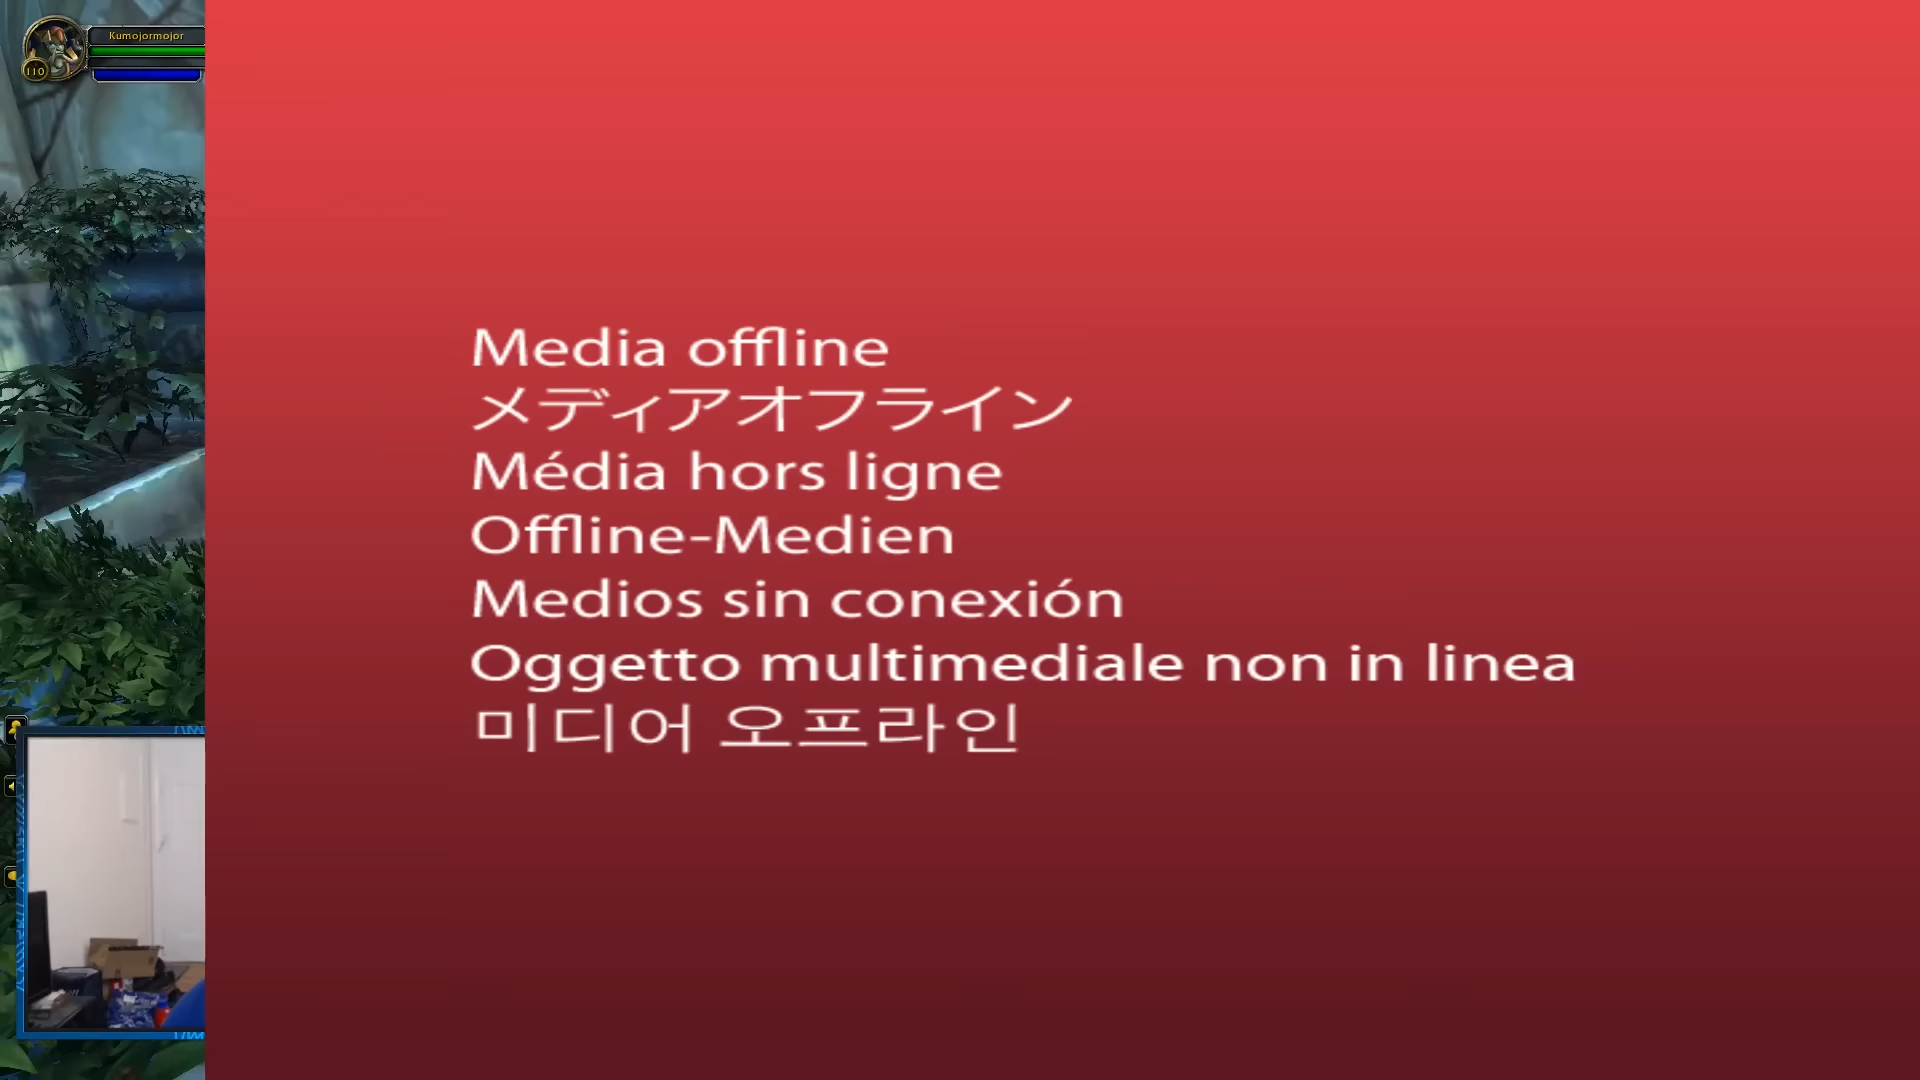 Kumojormojor
110
Media offline
メディアオフライン
Média hors ligne
Offline-Medien
Medios sin conexión
Oggetto multimediale non in linea
미디어 오프라인